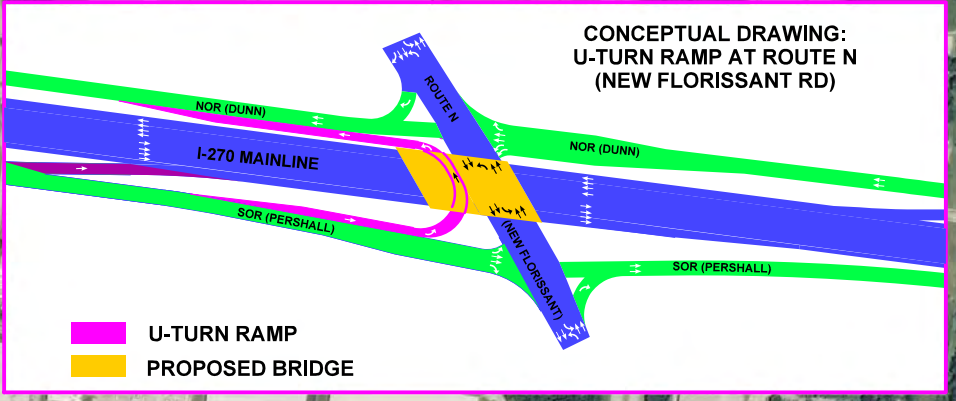 CONCEPTUAL DRAWING:
U-TURN RAMP AT ROUTE N
(NEW FLORISSANT RD)
ROUTE N
NOR (DUNN)
NOR (DUNN)
I-270 MAINLINE
SOR (PERSHALL)
(NEW FLORISSANT)
SOR (PERSHALL)
U-TURN RAMP
PROPOSED BRIDGE